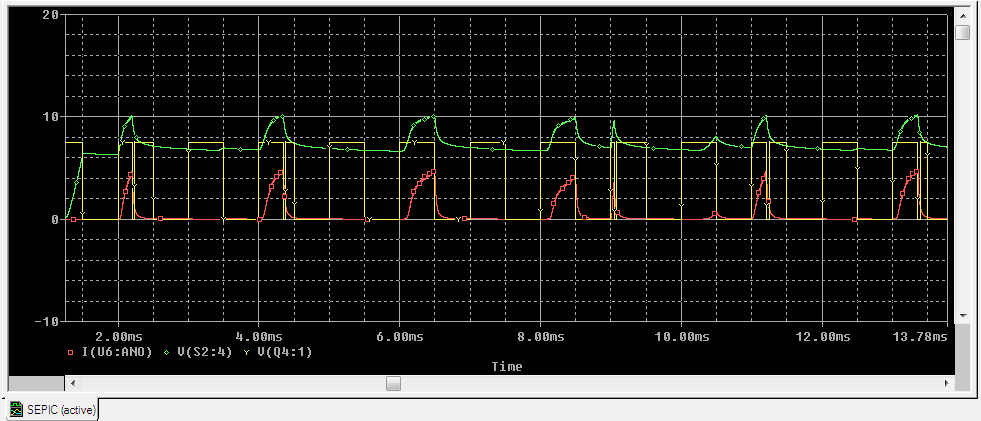 20
10
0
-10
2.00ms 4.00ms 6.00ms 8.00ms 10.00ms 12.00ms 13.78ms
I(U6:ANO) V(S2:4) V(Q4:1)
Time
SEPIC (active)